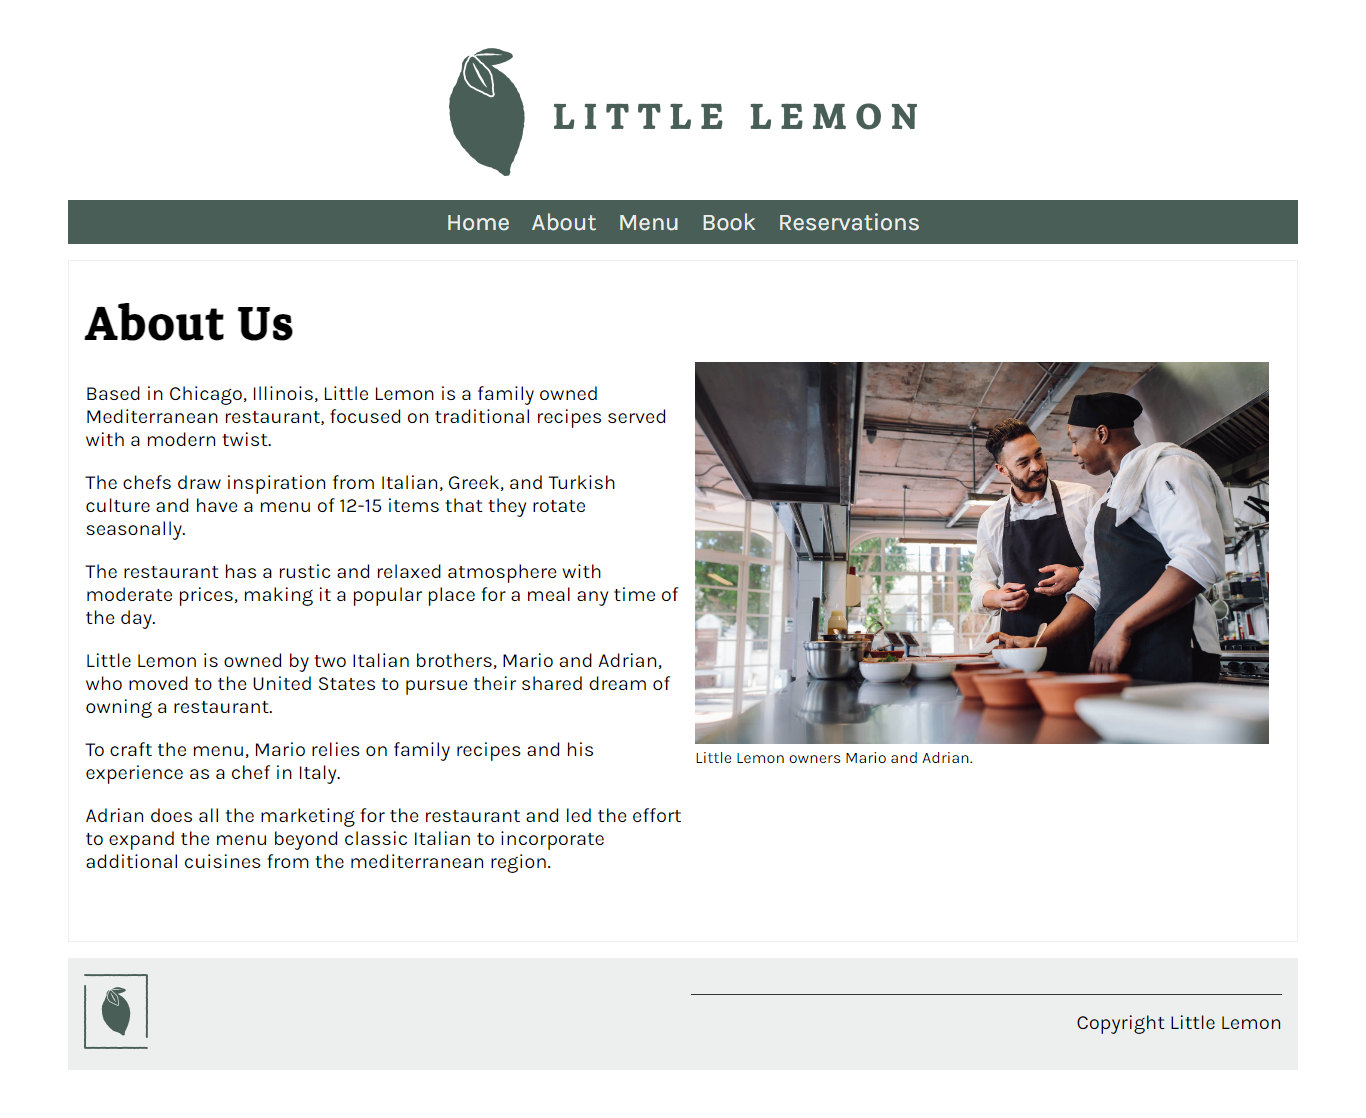 LITTLE LEMON
Home About Menu Book Reservations
About Us
Based in Chicago, Illinois, Little Lemon is a family owned
Mediterranean restaurant, focused on traditional recipes served
with a modern twist.
The chefs draw inspiration from Italian, Greek, and Turkish
culture and have a menu of 12-15 items that they rotate
seasonally.
The restaurant has a rustic and relaxed atmosphere with
moderate prices, making it a popular place for a meal any time of
the day.
Little Lemon is owned by two Italian brothers, Mario and Adrian,
who moved to the United States to pursue their shared dream of
owning a restaurant.
To craft the menu, Mario relies on family recipes and his
experience as a chef in Italy.
Adrian does all the marketing for the restaurant and led the effort
to expand the menu beyond classic Italian to incorporate
additional cuisines from the mediterranean region.
Little Lemon owners Mario and Adrian.
Copyright Little Lemon